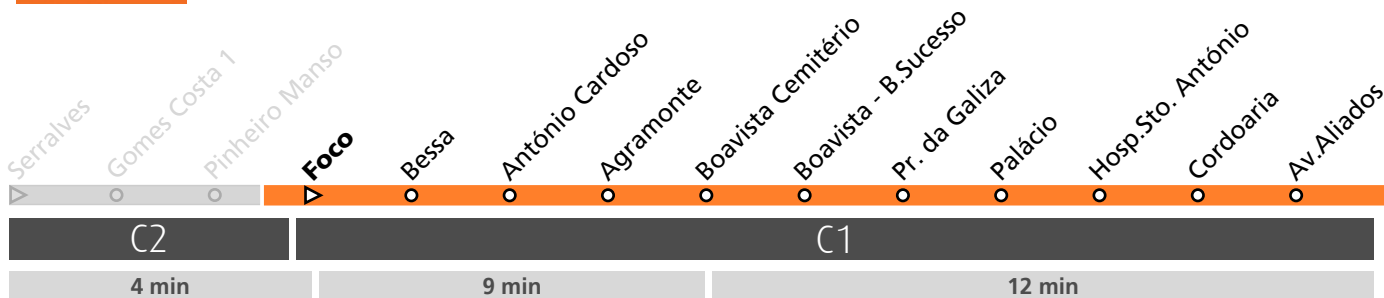 Serralves
Gomes Costa 1
Pinheiro Manso
Foco
Bessa
António Cardoso
Agramonte
Boavista Cemitério
Boavista - B.Sucesso
Pr. da Galiza
Palácio
Hosp.Sto. António
Cordoaria
Av.Aliados
C2
C1
4 min
9 min
12 min